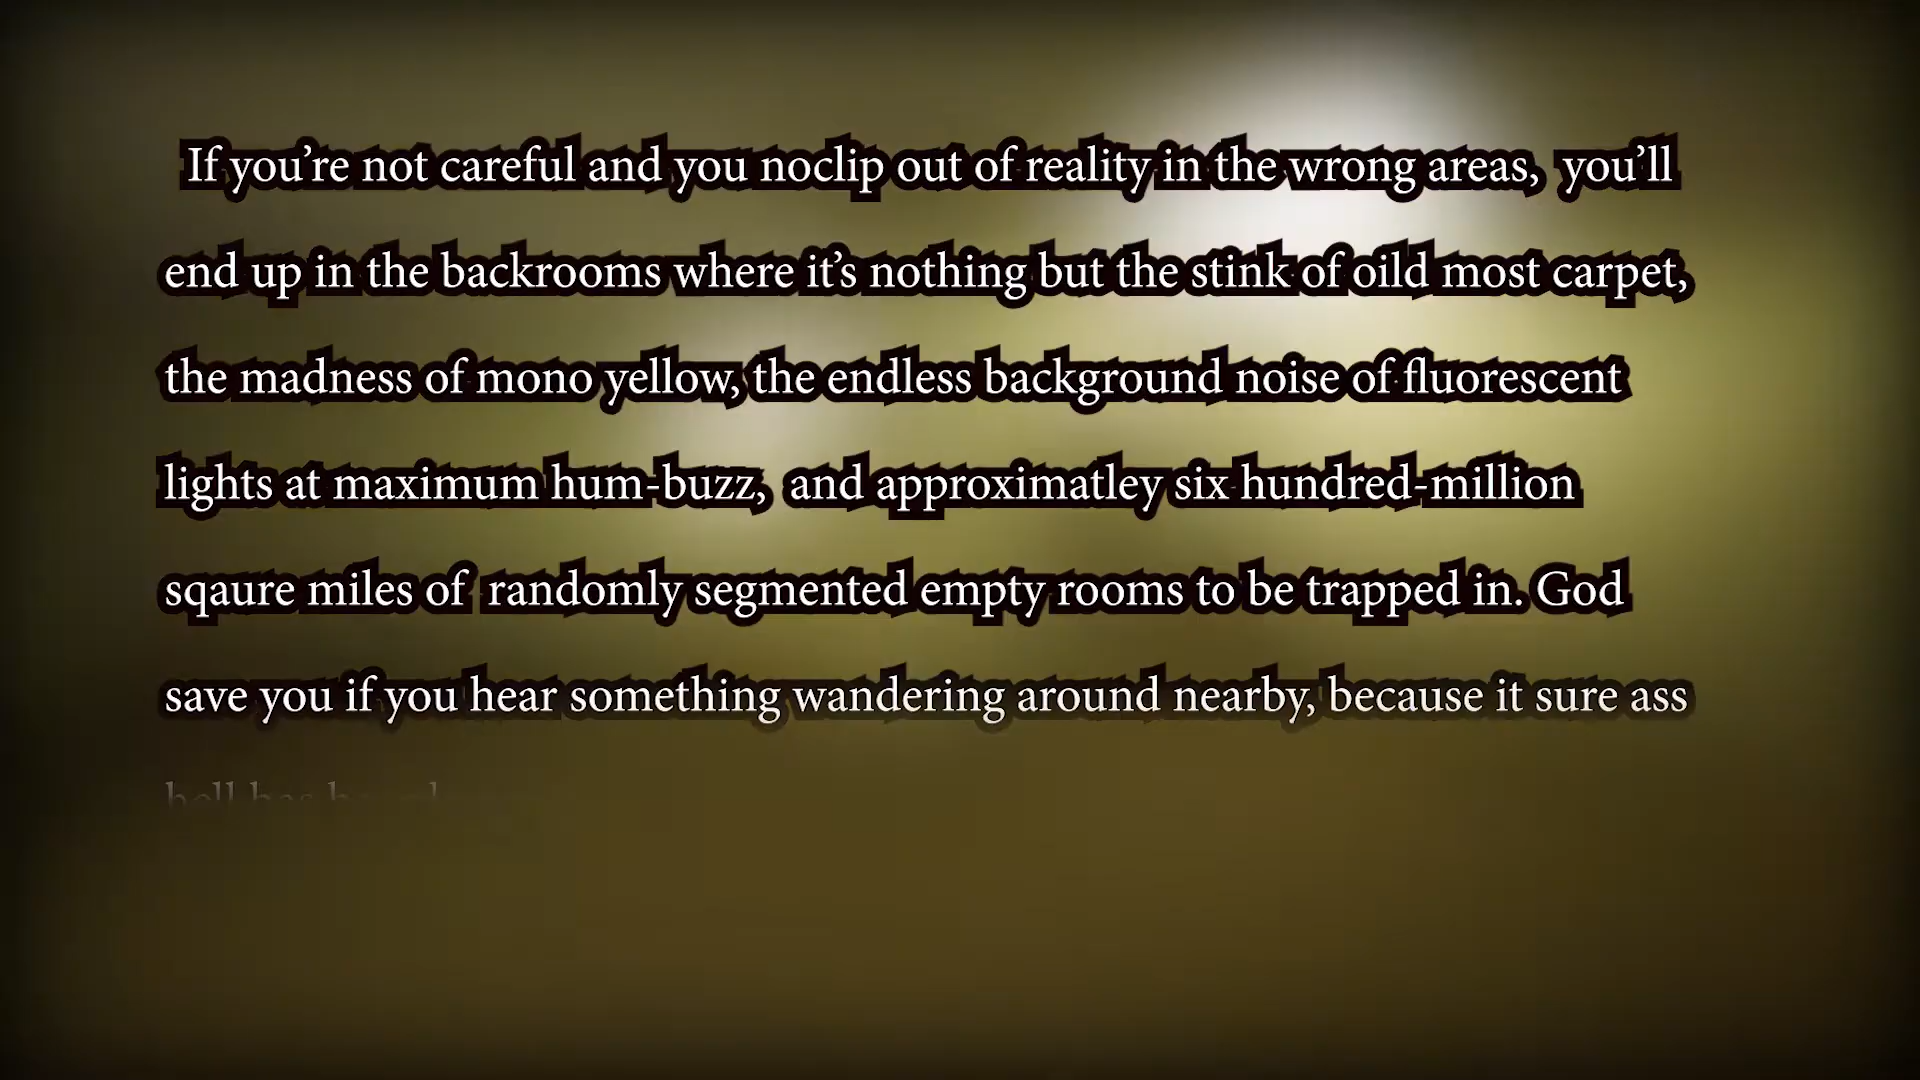 If you’re not careful and you noclip out of reality in the wrong areas, you’ll
end up in the backrooms where it’s nothing but the stink of oild most carpet,
the madness of mono yellow, the endless background noise of fluorescent
lights at maximum hum-buzz, and approximatley six hundred-million
sqaure miles of randomly segmented empty rooms to be trapped in. God
save you if you hear something wandering around nearby, because it sure ass
hell has